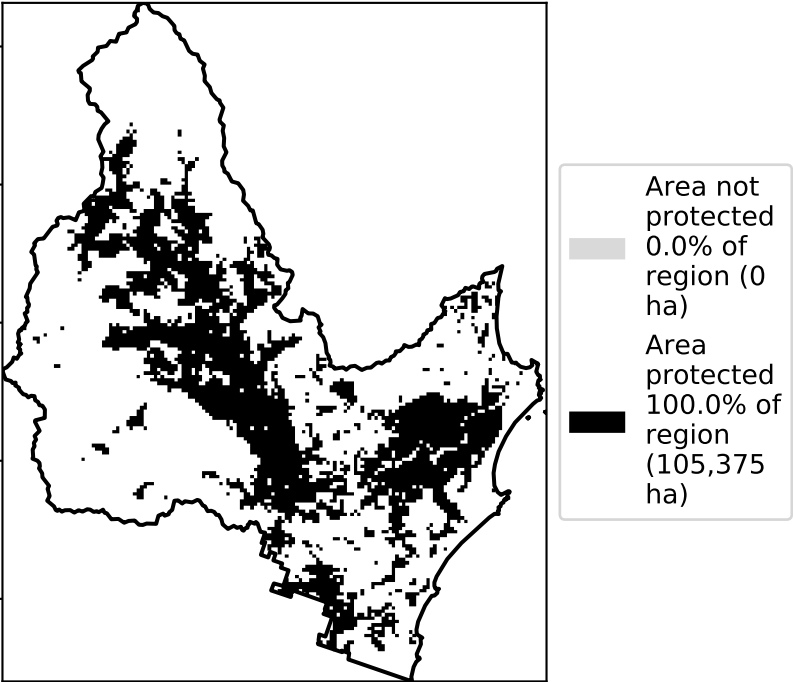 Area not
protected
0.0% of
region (0
ha)
Area
protected
100.0% of
region
(105,375
ha)